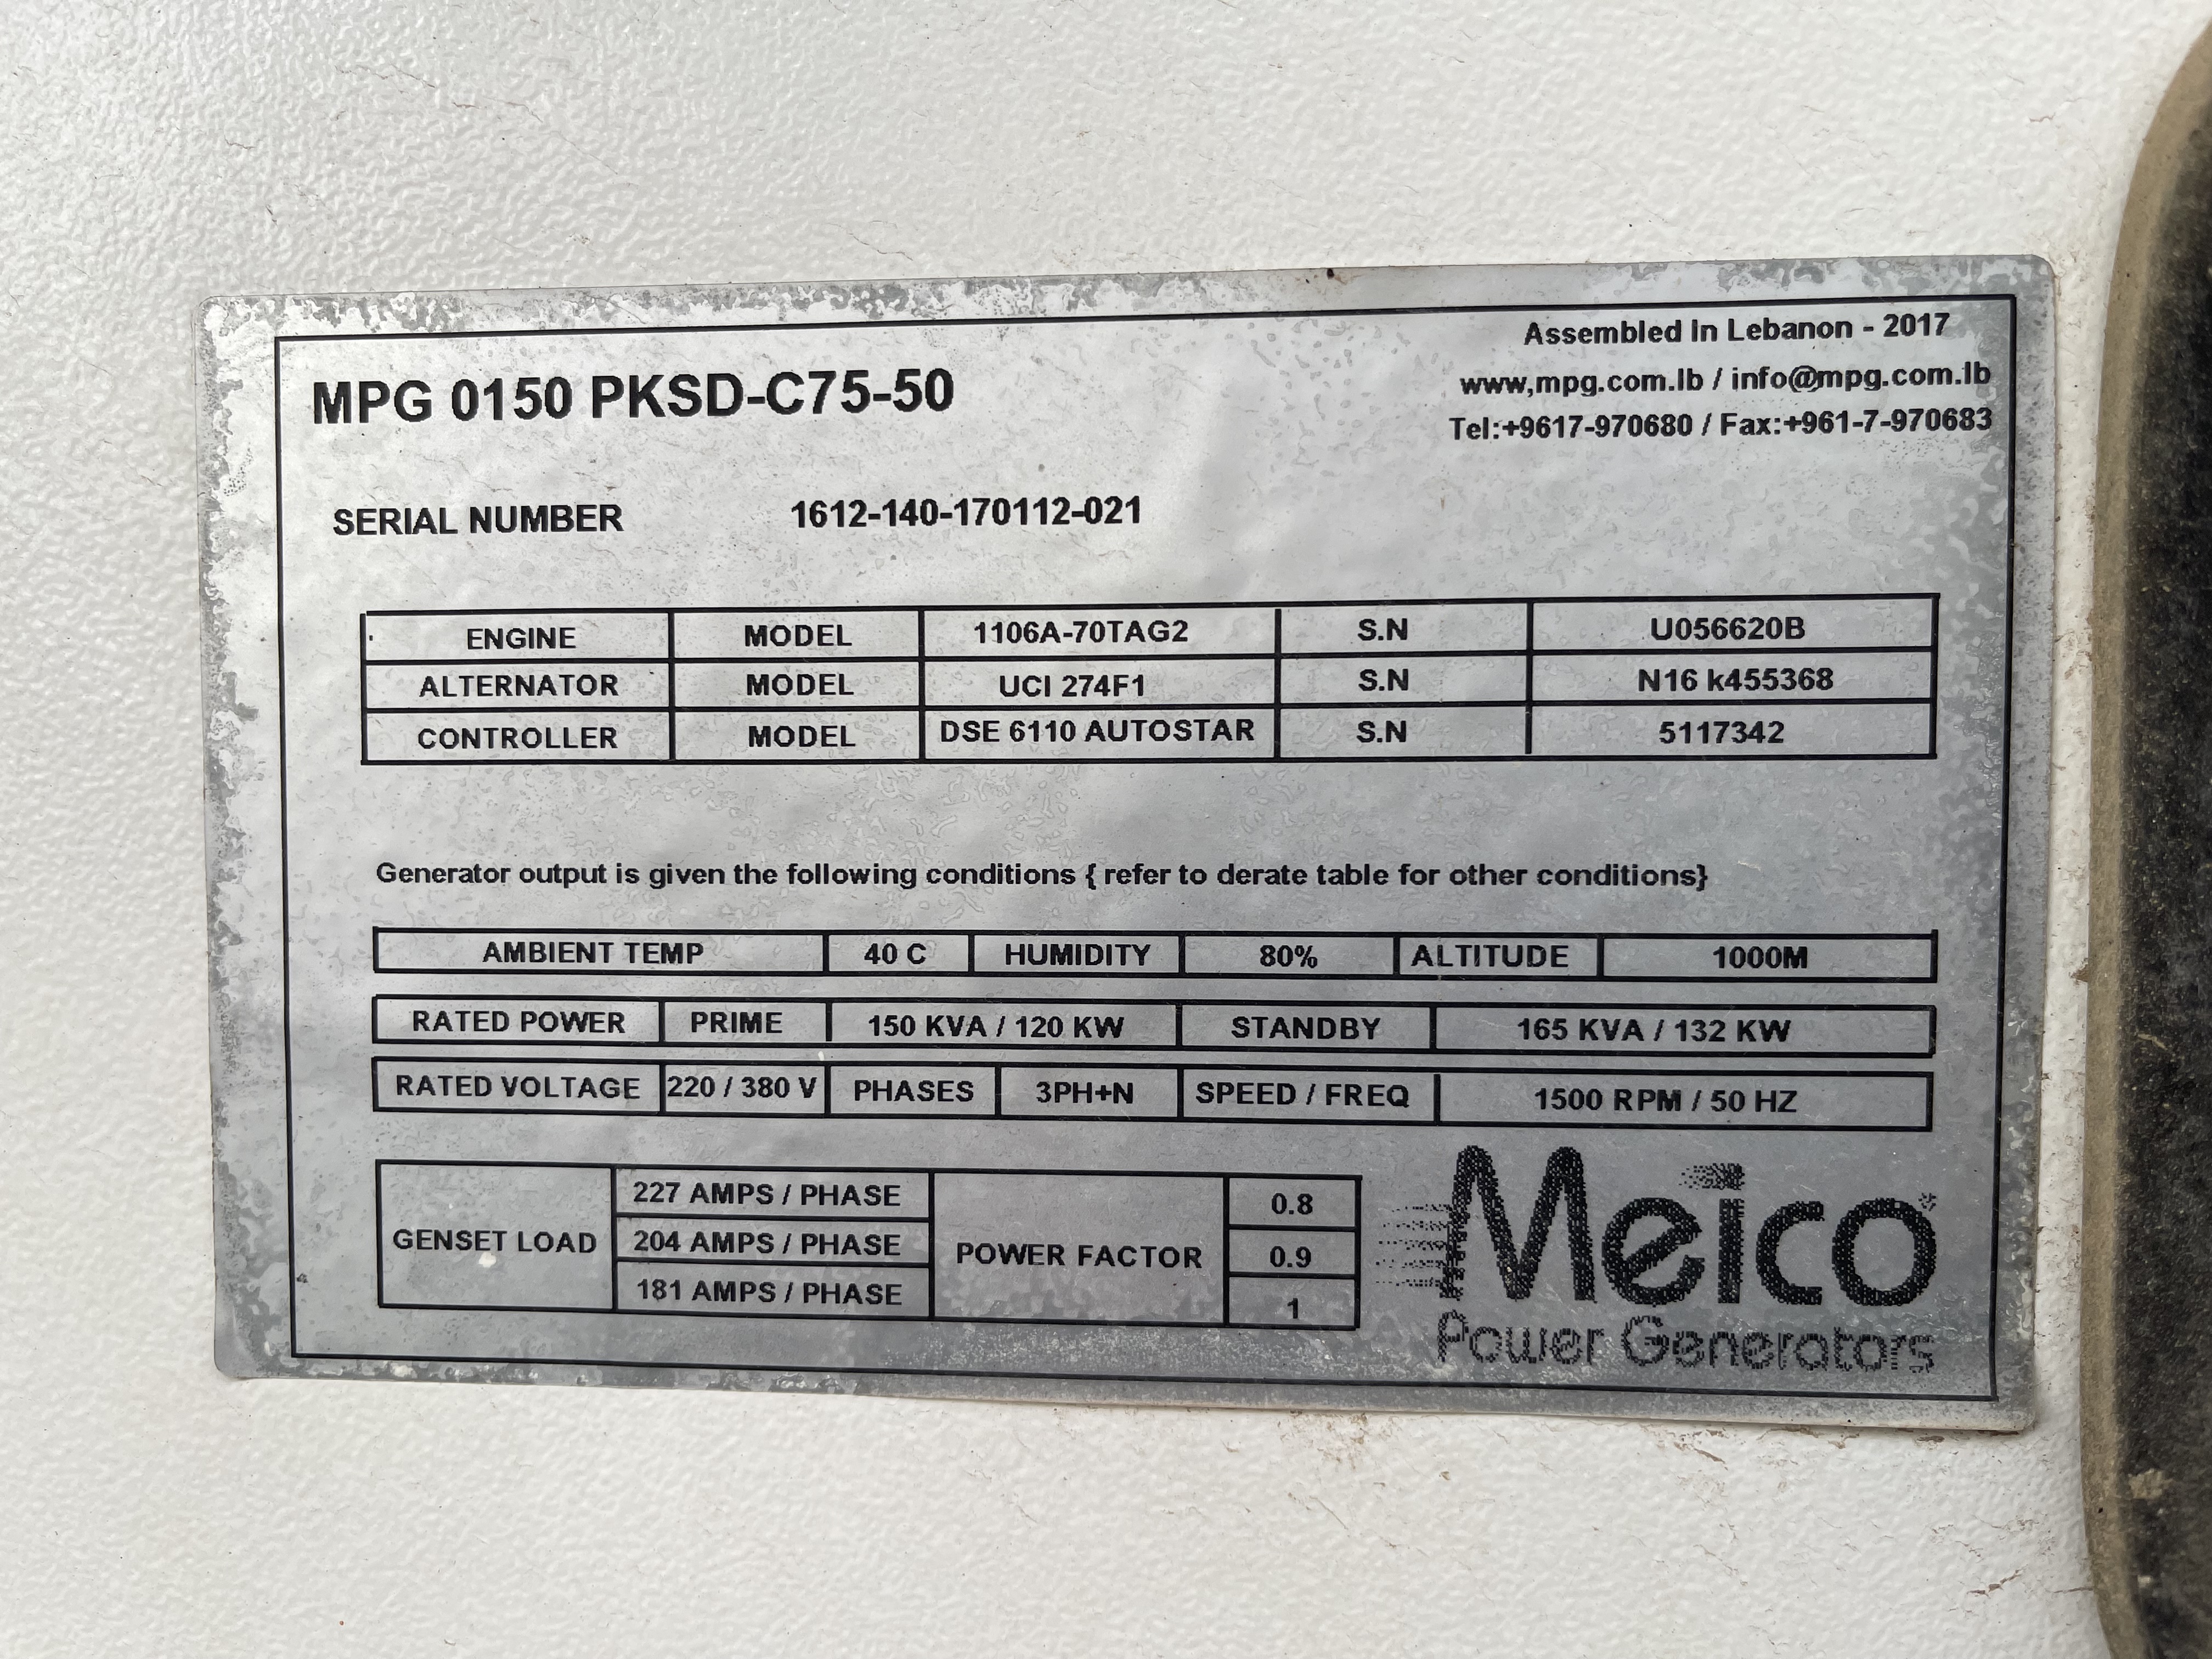 Assembled In Lebanon - 2017
www,mpg.com.lb / info@mpg.com.lb
Tel:+9617-970680 / Fax:+961-7-970683
MPG 0150 PKSD-C75-50
SERIAL NUMBER 1612-140-170112-021
ENGINE MODEL 1106A-70TAG2 S.N U056620B
ALTERNATOR MODEL UCI 274F1 S.N N16 k455368
CONTROLLER MODEL DSE 6110 AUTOSTAR S.N 5117342
Generator output is given the following conditions { refer to derate table for other conditions}
AMBIENT TEMP 40 C HUMIDITY 80% ALTITUDE 1000M
RATED POWER PRIME 150 KVA / 120 KW STANDBY 165 KVA / 132 KW
RATED VOLTAGE 220 / 380 V PHASES 3PH+N SPEED / FREQ 1500 RPM / 50 HZ
GENSET LOAD
227 AMPS / PHASE
204 AMPS / PHASE
181 AMPS / PHASE
POWER FACTOR
0.8
0.9
1
Meico
Power Generators